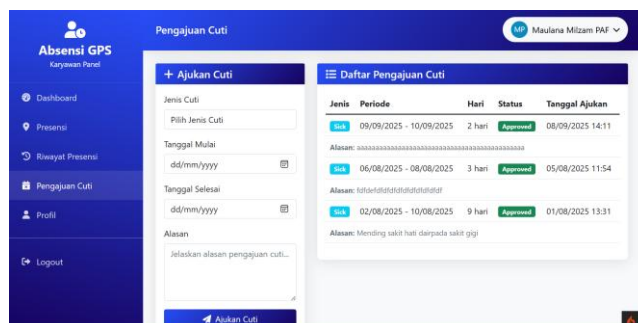 Absensi GPS
Karyawan Panel
Dashboard
Presensi
Riwayat Presensi
Pengajuan Cuti
Profil
Logout
Pengajuan Cuti
MP Maulana Milzam PAF
Ajukan Cuti
Jenis Cuti
Pilih Jenis Cuti
Tanggal Mulai
dd/mm/yyyy
Tanggal Selesai
dd/mm/yyyy
Alasan
Jelaskan alasan pengajuan cuti...
Ajukan Cuti
Daftar Pengajuan Cuti
Jenis Periode Hari Status Tanggal Ajukan
Sick 09/09/2025 - 10/09/2025 2 hari Approved 08/09/2025 14:11
Alasan:
Sick 06/08/2025 - 08/08/2025 3 hari Approved 05/08/2025 11:54
Alasan:
Sick 02/08/2025 - 10/08/2025 9 hari Approved 01/08/2025 13:31
Alasan: Mending sakit hati dairpada sakit gigi